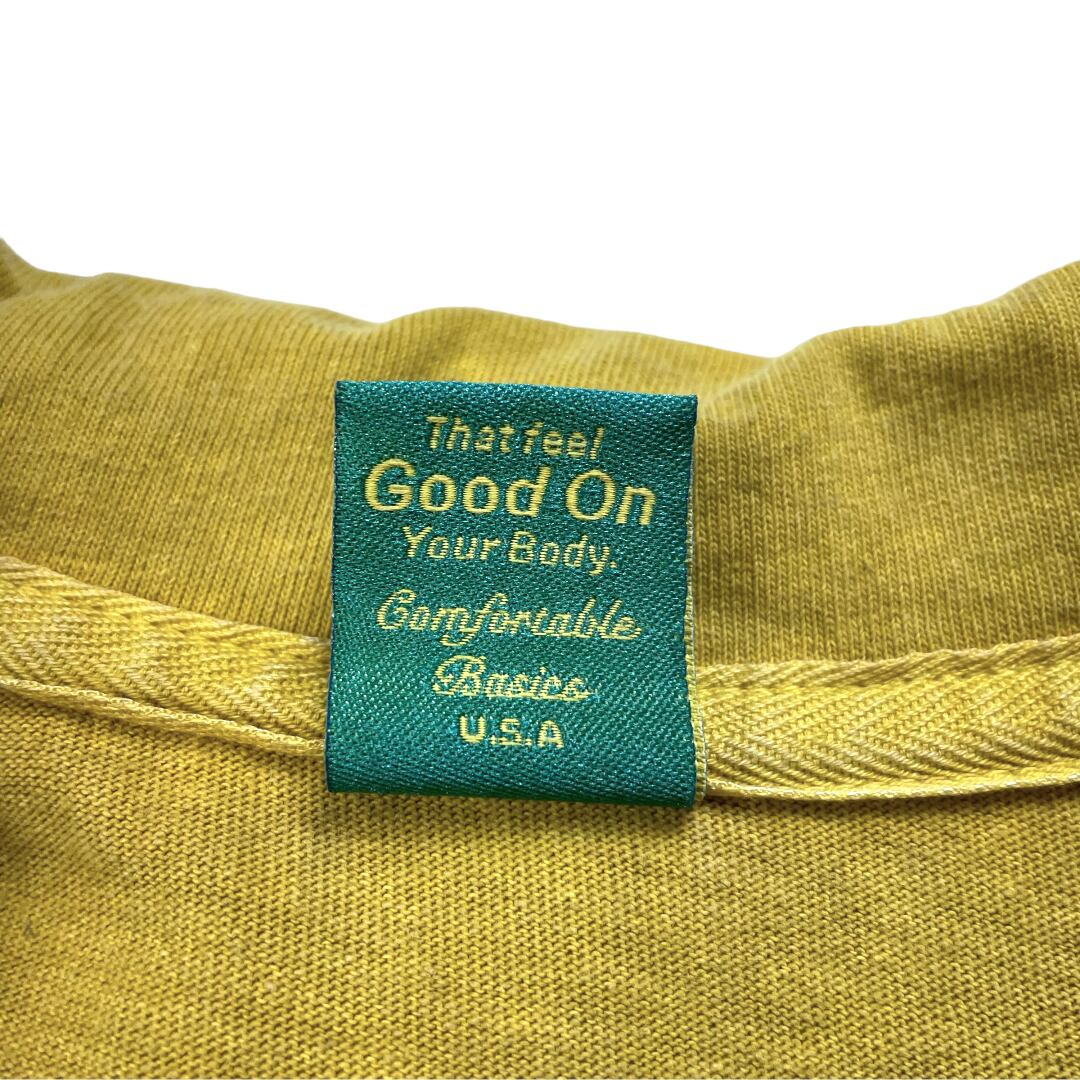 That feel
Good On
Your Body.
Comfortable
Basics
U.S.A